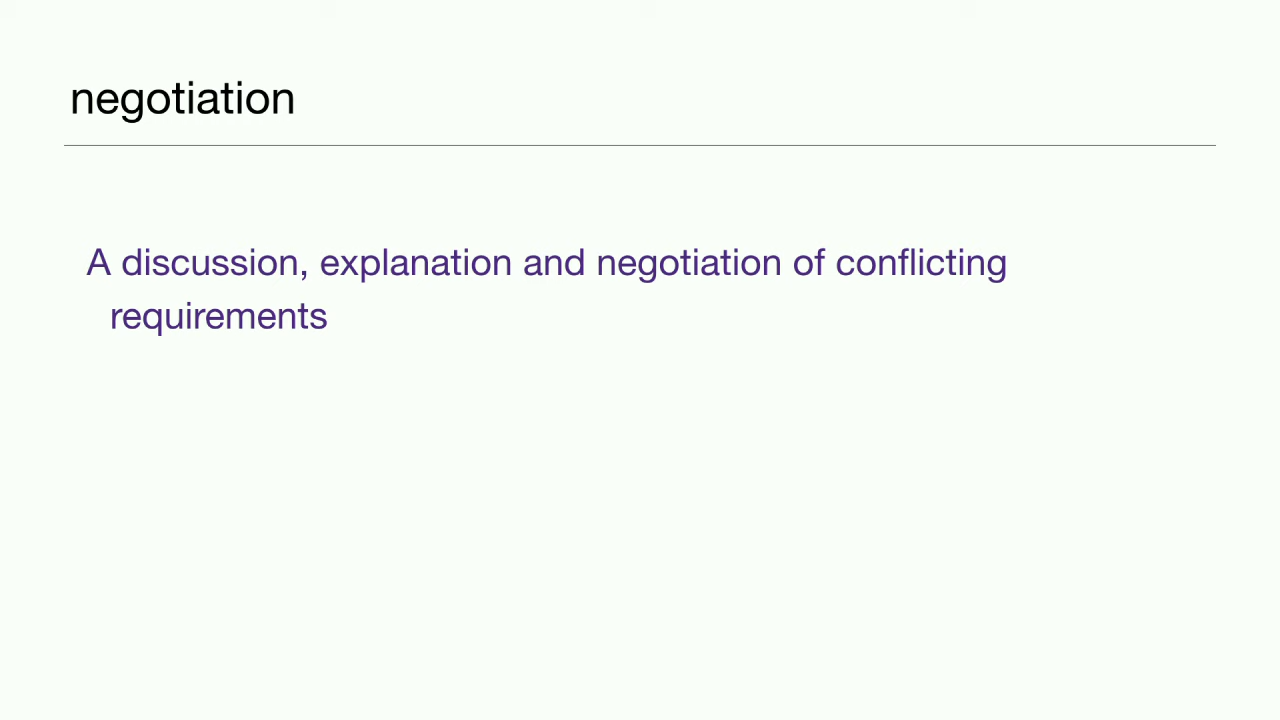 negotiation
A discussion, explanation and negotiation of conflicting
requirements